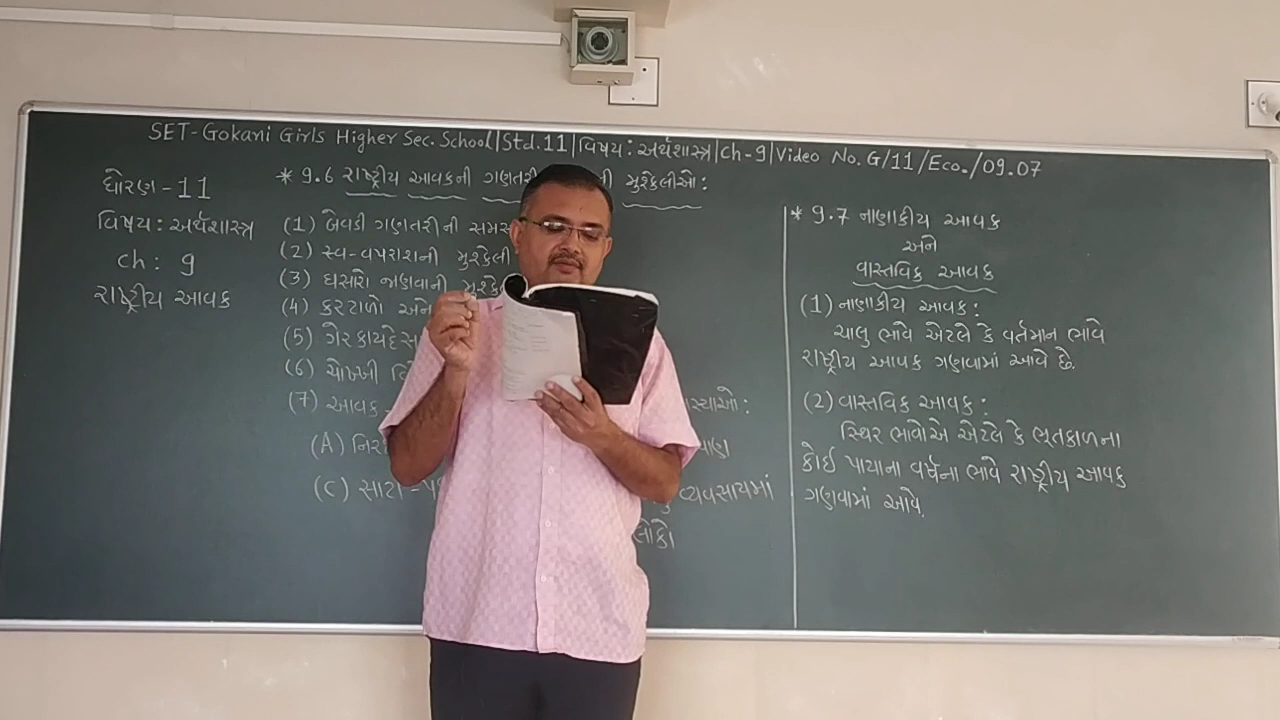 SET-Gokani Girls Higher Sec. School|Std.11|વિષય: અર્થશાસ્ત્ર|Ch-9|Video No. G/11/Eco./09.07
ધોરણ-11
વિષય: અર્થશાસ્ત્ર
ch: 9
રાષ્ટ્રીય આવક
* 9.6 રાષ્ટ્રીય આવકની ગણતરી ની મુશ્કેલીઓ:
(1) બેવડી ગણતરીની
(2) સ્વ-વપરાશની મુશ્કેલી
(3) ઘસારો જાણવાની
(4) કરટાળો અને
(5)
(6) ચોખ્ખી
(7) આવક-
(A)
(C) સાટા- વ્યવસાયમાં
લોકો
* 9.7 નાણાકીય આવક
અને
વાસ્તવિક આવક
(1) નાણાકીય આવક:
ચાલુ ભાવે એટલે કે વર્તમાન ભાવે
રાષ્ટ્રીય આવક ગણવામાં આવે છે.
(2) વાસ્તવિક આવક:
સ્થિર ભાવોએ એટલે કે ભૂતકાળના
કોઈ પાયાના વર્ષના ભાવે રાષ્ટ્રીય આવક
ગણવામાં આવે.